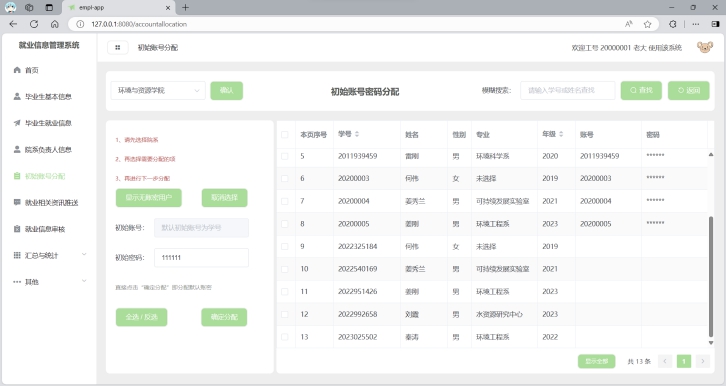 empl-app
127.0.0.1:8080/accountallocation
就业信息管理系统
首页
毕业生基本信息
毕业生就业信息
院系负责人信息
初始账号分配
就业相关资讯推送
就业信息审核
汇总与统计
其他
初始账号分配
欢迎工号 20000001 老大 使用该系统
环境与资源学院 确认
初始账号密码分配
模糊搜索: 请输入学号或姓名查找 查找 返回
1、请先选择院系
2、再选择需要分配的项
3、再进行下一步分配
显示无账密用户 取消选择
初始账号: 默认初始账号为学号
初始密码: 111111
直接点击“确定分配”即分配默认账密
全选 / 反选 确定分配
本页序号 学号 姓名 性别 专业 年级 账号 密码
5 2011939459 雷刚 男 环境科学系 2020 2011939459 ******
6 20200003 何伟 女 未选择 2019 20200003 ******
7 20200004 姜秀兰 男 可持续发展实验室 2021 20200004 ******
8 20200005 姜刚 男 环境工程系 2023 20200005 ******
9 2022325184 何伟 女 未选择 2019
10 2022540169 姜秀兰 男 可持续发展实验室 2021
11 2022951426 姜刚 男 环境工程系 2023
12 2022992658 刘霞 男 水资源研究中心 2023
13 2023025502 秦涛 男 环境工程系 2022
显示全部 共 13 条 1